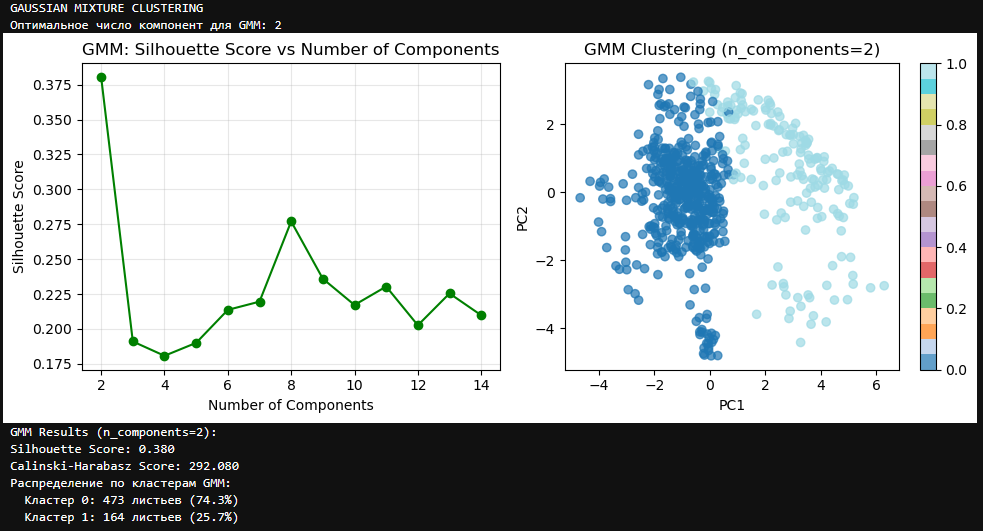 GAUSSIAN MIXTURE CLUSTERING
Оптимальное число компонент для GMM: 2
GMM: Silhouette Score vs Number of Components
0.375
0.350
0.325
0.300
0.275
0.250
0.225
0.200
0.175
Silhouette Score
2 4 6 8 10 12 14
Number of Components
GMM Clustering (n_components=2)
2
0
−2
−4
PC2
−4 −2 0 2 4 6
PC1
1.0
0.8
0.6
0.4
0.2
0.0
GMM Results (n_components=2):
Silhouette Score: 0.380
Calinski-Harabasz Score: 292.080
Распределение по кластерам GMM:
Кластер 0: 473 листьев (74.3%)
Кластер 1: 164 листьев (25.7%)